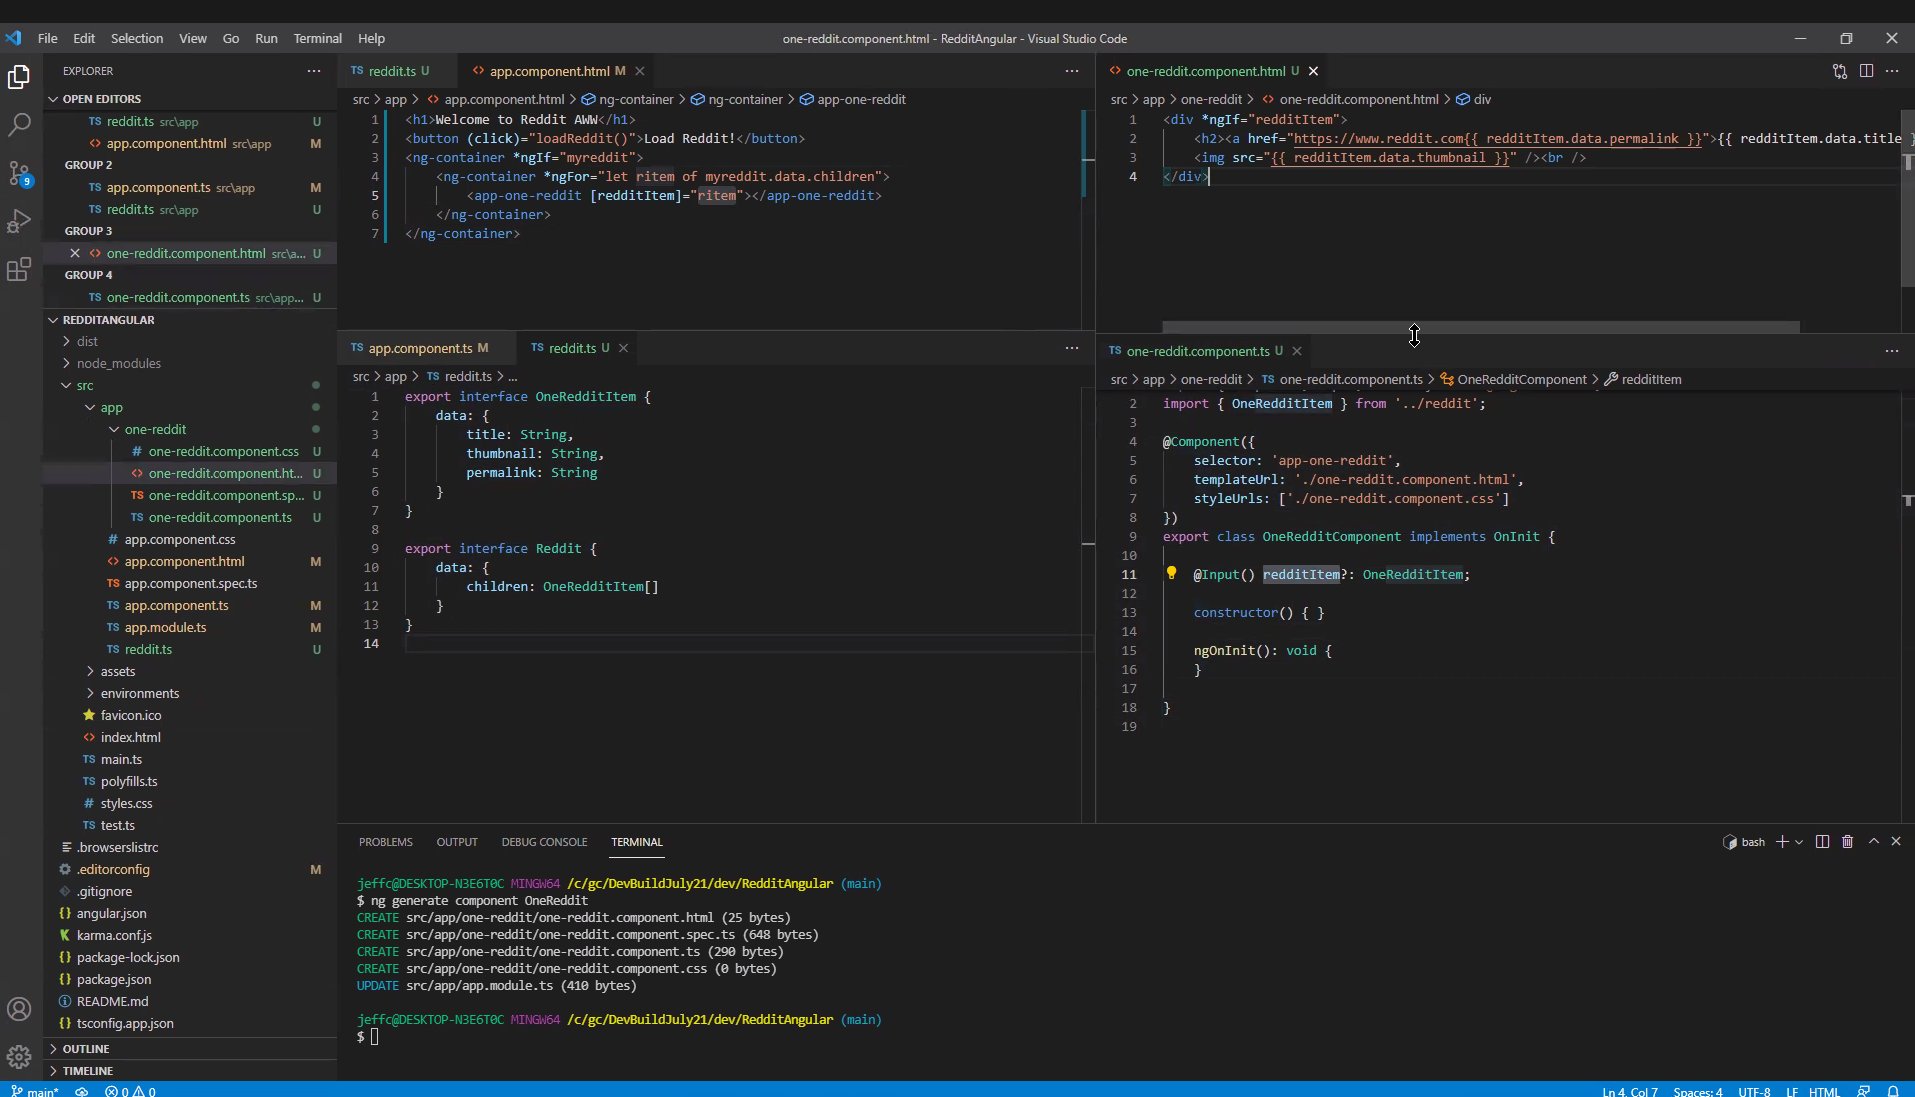 File Edit Selection View Go Run Terminal Help
one-reddit.component.html - RedditAngular - Visual Studio Code
EXPLORER
OPEN EDITORS
reddit.ts src\app U
app.component.html src\app M
GROUP 2
app.component.ts src\app M
reddit.ts src\app U
GROUP 3
one-reddit.component.html src\a... U
GROUP 4
one-reddit.component.ts src\app... U
REDDITANGULAR
dist
node_modules
src
app
one-reddit
# one-reddit.component.css U
one-reddit.component.ht... U
TS one-reddit.component.sp... U
TS one-reddit.component.ts U
# app.component.css
app.component.html M
TS app.component.spec.ts
TS app.component.ts M
TS app.module.ts M
TS reddit.ts U
assets
environments
favicon.ico
index.html
TS main.ts
TS polyfills.ts
# styles.css
TS test.ts
.browserslistrc
.editorconfig M
.gitignore
angular.json
karma.conf.js
package-lock.json
package.json
README.md
tsconfig.app.json
OUTLINE
TIMELINE
9
TS reddit.ts U
app.component.html M
src > app > app.component.html > ng-container > ng-container > app-one-reddit
1 <h1>Welcome to Reddit AWW</h1>
2 <button (click)="loadReddit()">Load Reddit!</button>
3 <ng-container *ngIf="myreddit">
4 <ng-container *ngFor="let ritem of myreddit.data.children">
5 <app-one-reddit [redditItem]="ritem"></app-one-reddit>
6 </ng-container>
7 </ng-container>
one-reddit.component.html U
src > app > one-reddit > one-reddit.component.html > div
1 <div *ngIf="redditItem">
2 <h2><a href="https://www.reddit.com{{ redditItem.data.permalink }}">{{ redditItem.data.title }
3 <img src="{{ redditItem.data.thumbnail }}" /><br />
4 </div>
TS app.component.ts M
TS reddit.ts U
src > app > TS reddit.ts > ...
1 export interface OneRedditItem {
2 data: {
3 title: String,
4 thumbnail: String,
5 permalink: String
6 }
7 }
8
9 export interface Reddit {
10 data: {
11 children: OneRedditItem[]
12 }
13 }
14
TS one-reddit.component.ts U
src > app > one-reddit > TS one-reddit.component.ts > OneRedditComponent > redditItem
2 import { OneRedditItem } from '../reddit';
3
4 @Component({
5 selector: 'app-one-reddit',
6 templateUrl: './one-reddit.component.html',
7 styleUrls: ['./one-reddit.component.css']
8 })
9 export class OneRedditComponent implements OnInit {
10
11 @Input() redditItem?: OneRedditItem;
12
13 constructor() { }
14
15 ngOnInit(): void {
16 }
17
18 }
19
PROBLEMS OUTPUT DEBUG CONSOLE TERMINAL
bash
jeffc@DESKTOP-N3E6T0C MINGW64 /c/gc/DevBuildJuly21/dev/RedditAngular (main)
$ ng generate component OneReddit
CREATE src/app/one-reddit/one-reddit.component.html (25 bytes)
CREATE src/app/one-reddit/one-reddit.component.spec.ts (648 bytes)
CREATE src/app/one-reddit/one-reddit.component.ts (290 bytes)
CREATE src/app/one-reddit/one-reddit.component.css (0 bytes)
UPDATE src/app/app.module.ts (410 bytes)
jeffc@DESKTOP-N3E6T0C MINGW64 /c/gc/DevBuildJuly21/dev/RedditAngular (main)
$
main* 0 0
Ln 4, Col 7 Spaces: 4 UTF-8 LF HTML